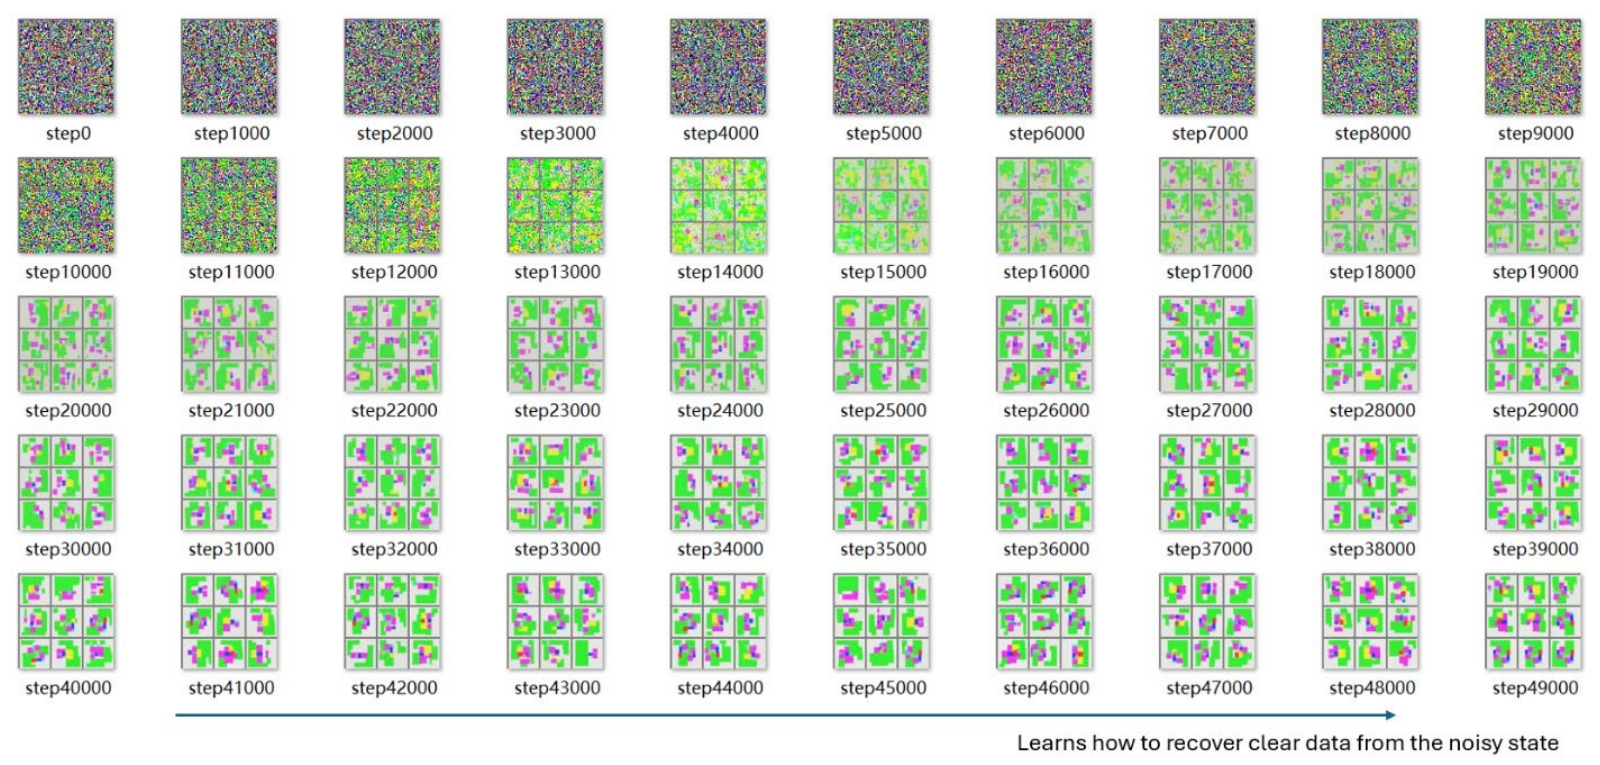 step0 step1000 step2000 step3000 step4000 step5000 step6000 step7000 step8000 step9000
step10000 step11000 step12000 step13000 step14000 step15000 step16000 step17000 step18000 step19000
step20000 step21000 step22000 step23000 step24000 step25000 step26000 step27000 step28000 step29000
step30000 step31000 step32000 step33000 step34000 step35000 step36000 step37000 step38000 step39000
step40000 step41000 step42000 step43000 step44000 step45000 step46000 step47000 step48000 step49000
Learns how to recover clear data from the noisy state